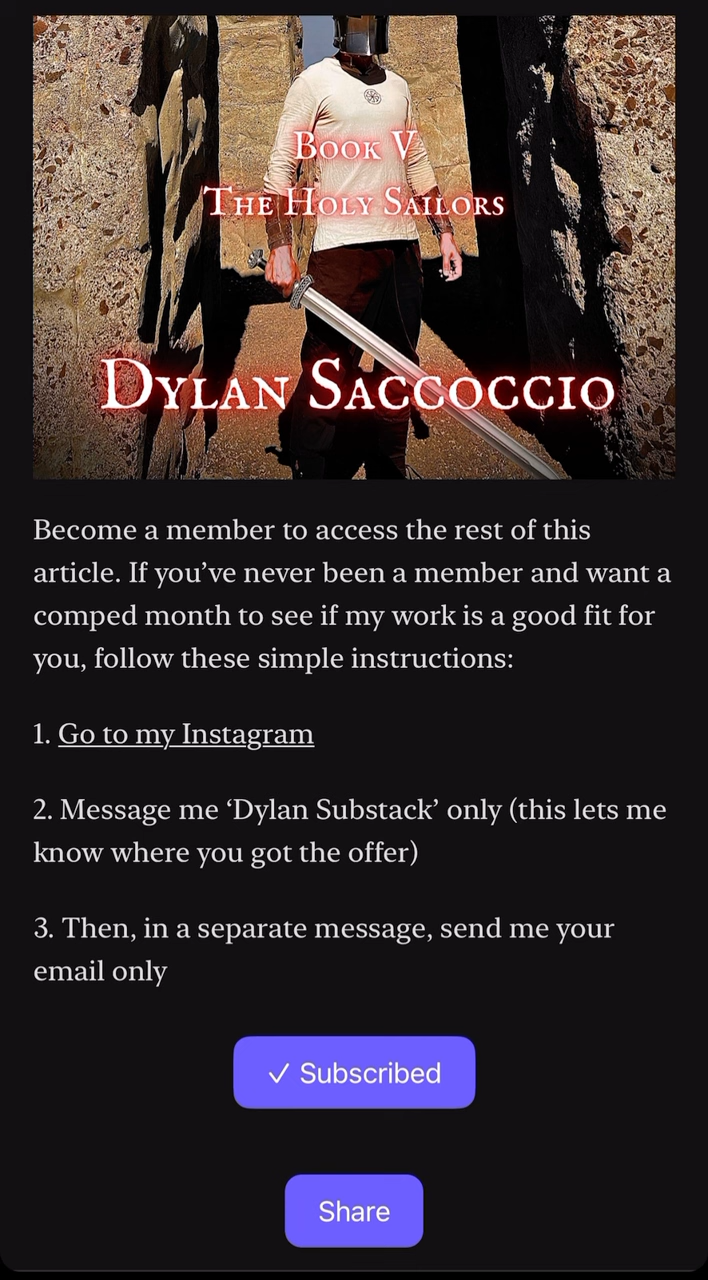 Book V
The Holy Sailors
Dylan Saccoccio
Become a member to access the rest of this
article. If you’ve never been a member and want a
comped month to see if my work is a good fit for
you, follow these simple instructions:
1. Go to my Instagram
2. Message me ‘Dylan Substack’ only (this lets me
know where you got the offer)
3. Then, in a separate message, send me your
email only
✓ Subscribed
Share